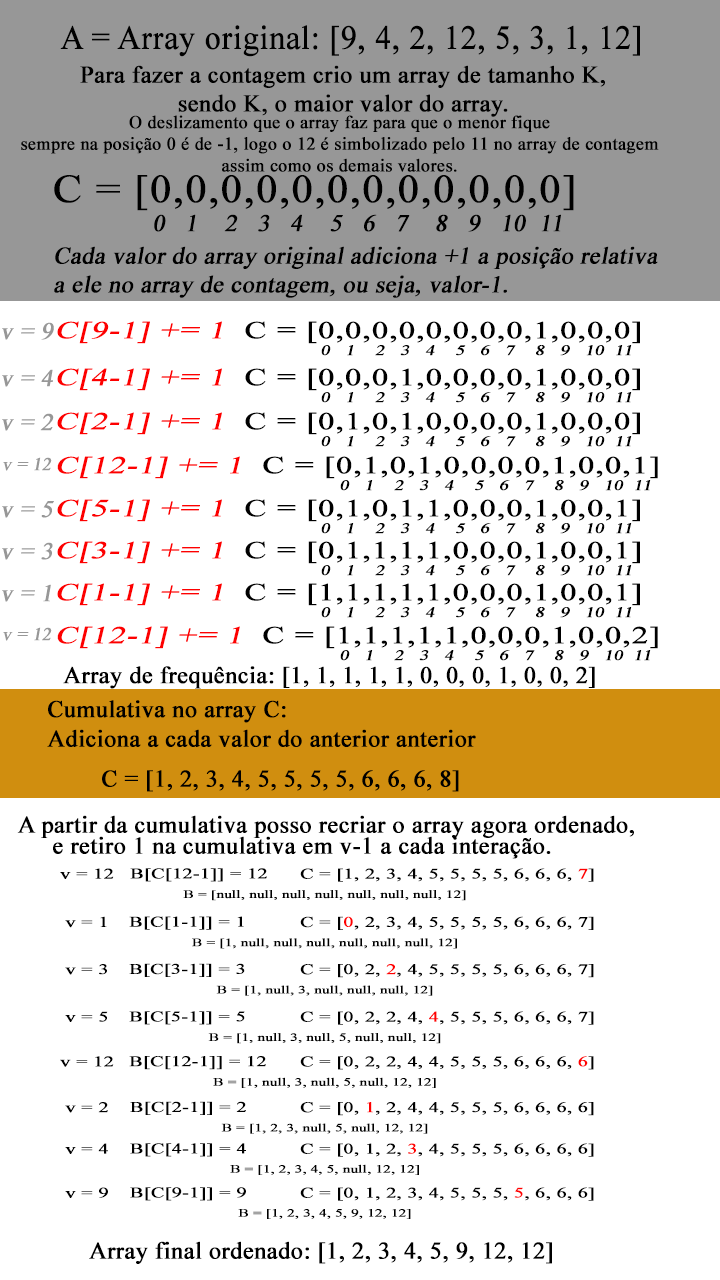 A = Array original: [9, 4, 2, 12, 5, 3, 1, 12]
Para fazer a contagem crio um array de tamanho K,
sendo K, o maior valor do array.
O deslizamento que o array faz para que o menor fique
sempre na posição 0 é de -1, logo o 12 é simbolizado pelo 11 no array de contagem
assim como os demais valores.
C = [0,0,0,0,0,0,0,0,0,0,0,0]
0 1 2 3 4 5 6 7 8 9 10 11
Cada valor do array original adiciona +1 a posição relativa
a ele no array de contagem, ou seja, valor-1.
v = 9 C[9-1] += 1 C = [0,0,0,0,0,0,0,0,1,0,0,0]
0 1 2 3 4 5 6 7 8 9 10 11
v = 4 C[4-1] += 1 C = [0,0,0,1,0,0,0,0,1,0,0,0]
0 1 2 3 4 5 6 7 8 9 10 11
v = 2 C[2-1] += 1 C = [0,1,0,1,0,0,0,0,1,0,0,0]
0 1 2 3 4 5 6 7 8 9 10 11
v = 12 C[12-1] += 1 C = [0,1,0,1,0,0,0,0,1,0,0,1]
0 1 2 3 4 5 6 7 8 9 10 11
v = 5 C[5-1] += 1 C = [0,1,0,1,1,0,0,0,1,0,0,1]
0 1 2 3 4 5 6 7 8 9 10 11
v = 3 C[3-1] += 1 C = [0,1,1,1,1,0,0,0,1,0,0,1]
0 1 2 3 4 5 6 7 8 9 10 11
v = 1 C[1-1] += 1 C = [1,1,1,1,1,0,0,0,1,0,0,1]
0 1 2 3 4 5 6 7 8 9 10 11
v = 12 C[12-1] += 1 C = [1,1,1,1,1,0,0,0,1,0,0,2]
0 1 2 3 4 5 6 7 8 9 10 11
Array de frequência: [1, 1, 1, 1, 1, 0, 0, 0, 1, 0, 0, 2]
Cumulativa no array C:
Adiciona a cada valor do anterior anterior
C = [1, 2, 3, 4, 5, 5, 5, 5, 6, 6, 6, 8]
A partir da cumulativa posso recriar o array agora ordenado,
e retiro 1 na cumulativa em v-1 a cada interação.
v = 12 B[C[12-1]] = 12 C = [1, 2, 3, 4, 5, 5, 5, 5, 6, 6, 6, 7]
B = [null, null, null, null, null, null, null, 12]
v = 1 B[C[1-1]] = 1 C = [0, 2, 3, 4, 5, 5, 5, 5, 6, 6, 6, 7]
B = [1, null, null, null, null, null, null, 12]
v = 3 B[C[3-1]] = 3 C = [0, 2, 2, 4, 5, 5, 5, 5, 6, 6, 6, 7]
B = [1, null, 3, null, null, null, null, 12]
v = 5 B[C[5-1]] = 5 C = [0, 2, 2, 4, 4, 5, 5, 5, 6, 6, 6, 7]
B = [1, null, 3, null, 5, null, null, 12]
v = 12 B[C[12-1]] = 12 C = [0, 2, 2, 4, 4, 5, 5, 5, 6, 6, 6, 6]
B = [1, null, 3, null, 5, null, 12, 12]
v = 2 B[C[2-1]] = 2 C = [0, 1, 2, 4, 4, 5, 5, 5, 6, 6, 6, 6]
B = [1, 2, 3, null, 5, null, 12, 12]
v = 4 B[C[4-1]] = 4 C = [0, 1, 2, 3, 4, 5, 5, 5, 6, 6, 6, 6]
B = [1, 2, 3, 4, 5, null, 12, 12]
v = 9 B[C[9-1]] = 9 C = [0, 1, 2, 3, 4, 5, 5, 5, 5, 6, 6, 6]
B = [1, 2, 3, 4, 5, 9, 12, 12]
Array final ordenado: [1, 2, 3, 4, 5, 9, 12, 12]